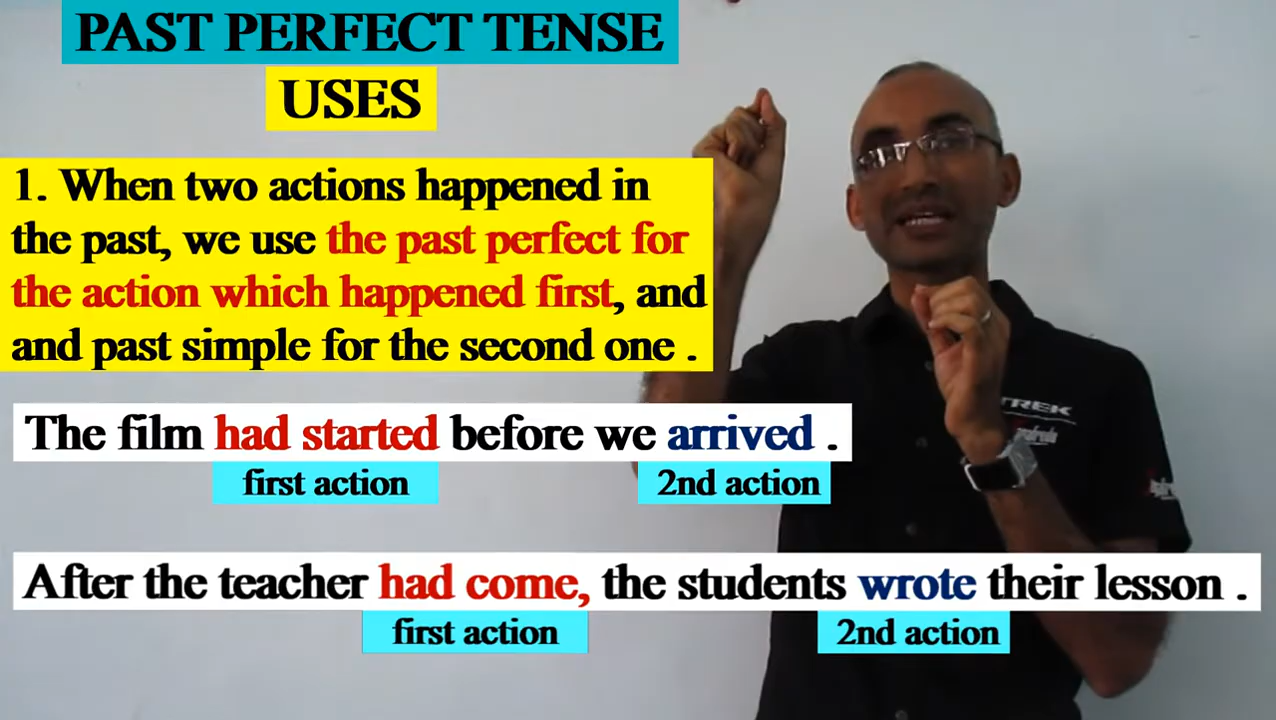 PAST PERFECT TENSE
USES
1. When two actions happened in
the past, we use the past perfect for
the action which happened first, and
and past simple for the second one .
The film had started before we arrived .
first action 2nd action
After the teacher had come, the students wrote their lesson .
first action 2nd action
TREK